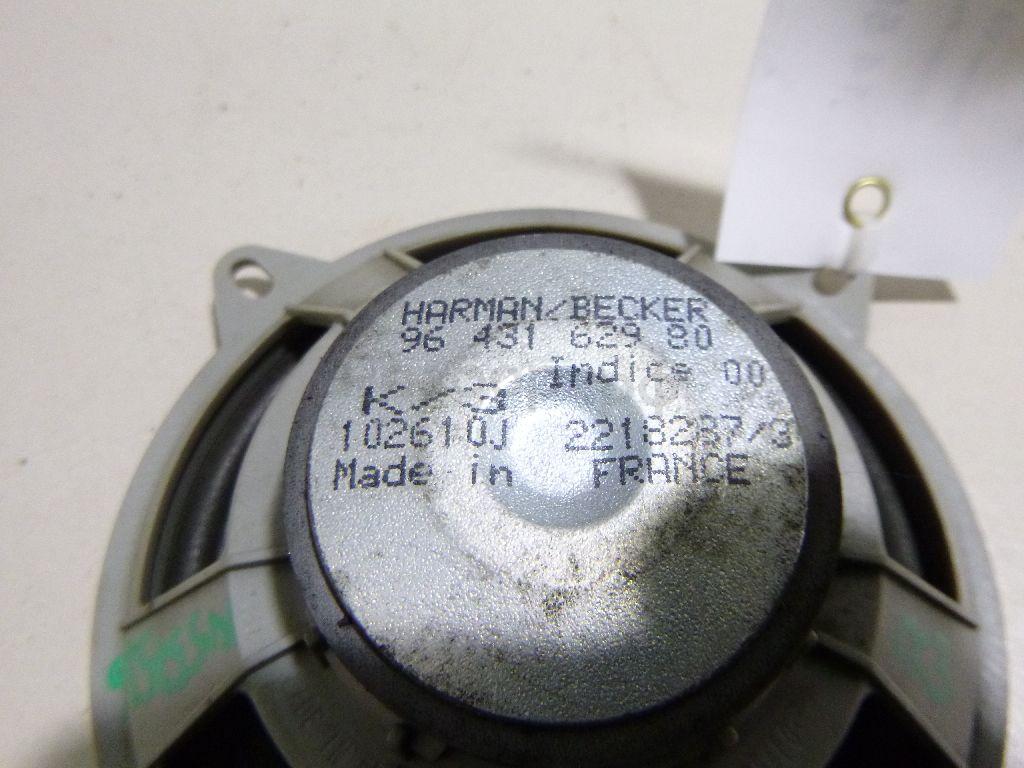 HARMAN/BECKER
96 431 629 80
Indice 00
K/3
102610J 2218287/3
Made in FRANCE